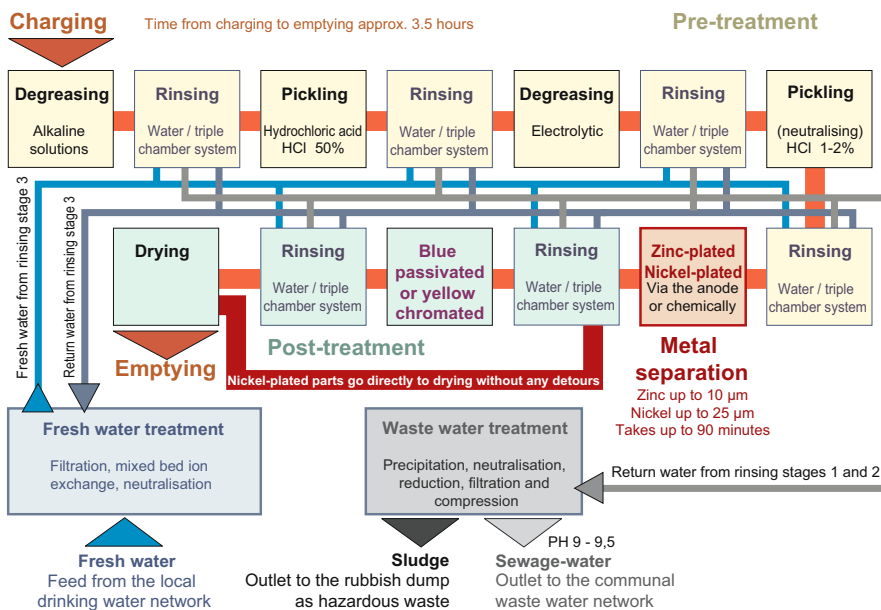 Charging
Time from charging to emptying approx. 3.5 hours
Pre-treatment
Degreasing
Alkaline
solutions
Rinsing
Water / triple
chamber system
Pickling
Hydrochloric acid
HCl 50%
Rinsing
Water / triple
chamber system
Degreasing
Electrolytic
Rinsing
Water / triple
chamber system
Pickling
(neutralising)
HCl 1-2%
Fresh water from rinsing stage 3
Return water from rinsing stage 3
Drying
Rinsing
Water / triple
chamber system
Blue
passivated
or yellow
chromated
Rinsing
Water / triple
chamber system
Zinc-plated
Nickel-plated
Via the anode
or chemically
Rinsing
Water / triple
chamber system
Emptying
Post-treatment
Nickel-plated parts go directly to drying without any detours
Metal
separation
Zinc up to 10 µm
Nickel up to 25 µm
Takes up to 90 minutes
Fresh water treatment
Filtration, mixed bed ion
exchange, neutralisation
Waste water treatment
Precipitation, neutralisation,
reduction, filtration and
compression
Return water from rinsing stages 1 and 2
Fresh water
Feed from the local
drinking water network
Sludge
Outlet to the rubbish dump
as hazardous waste
PH 9 - 9,5
Sewage-water
Outlet to the communal
waste water network